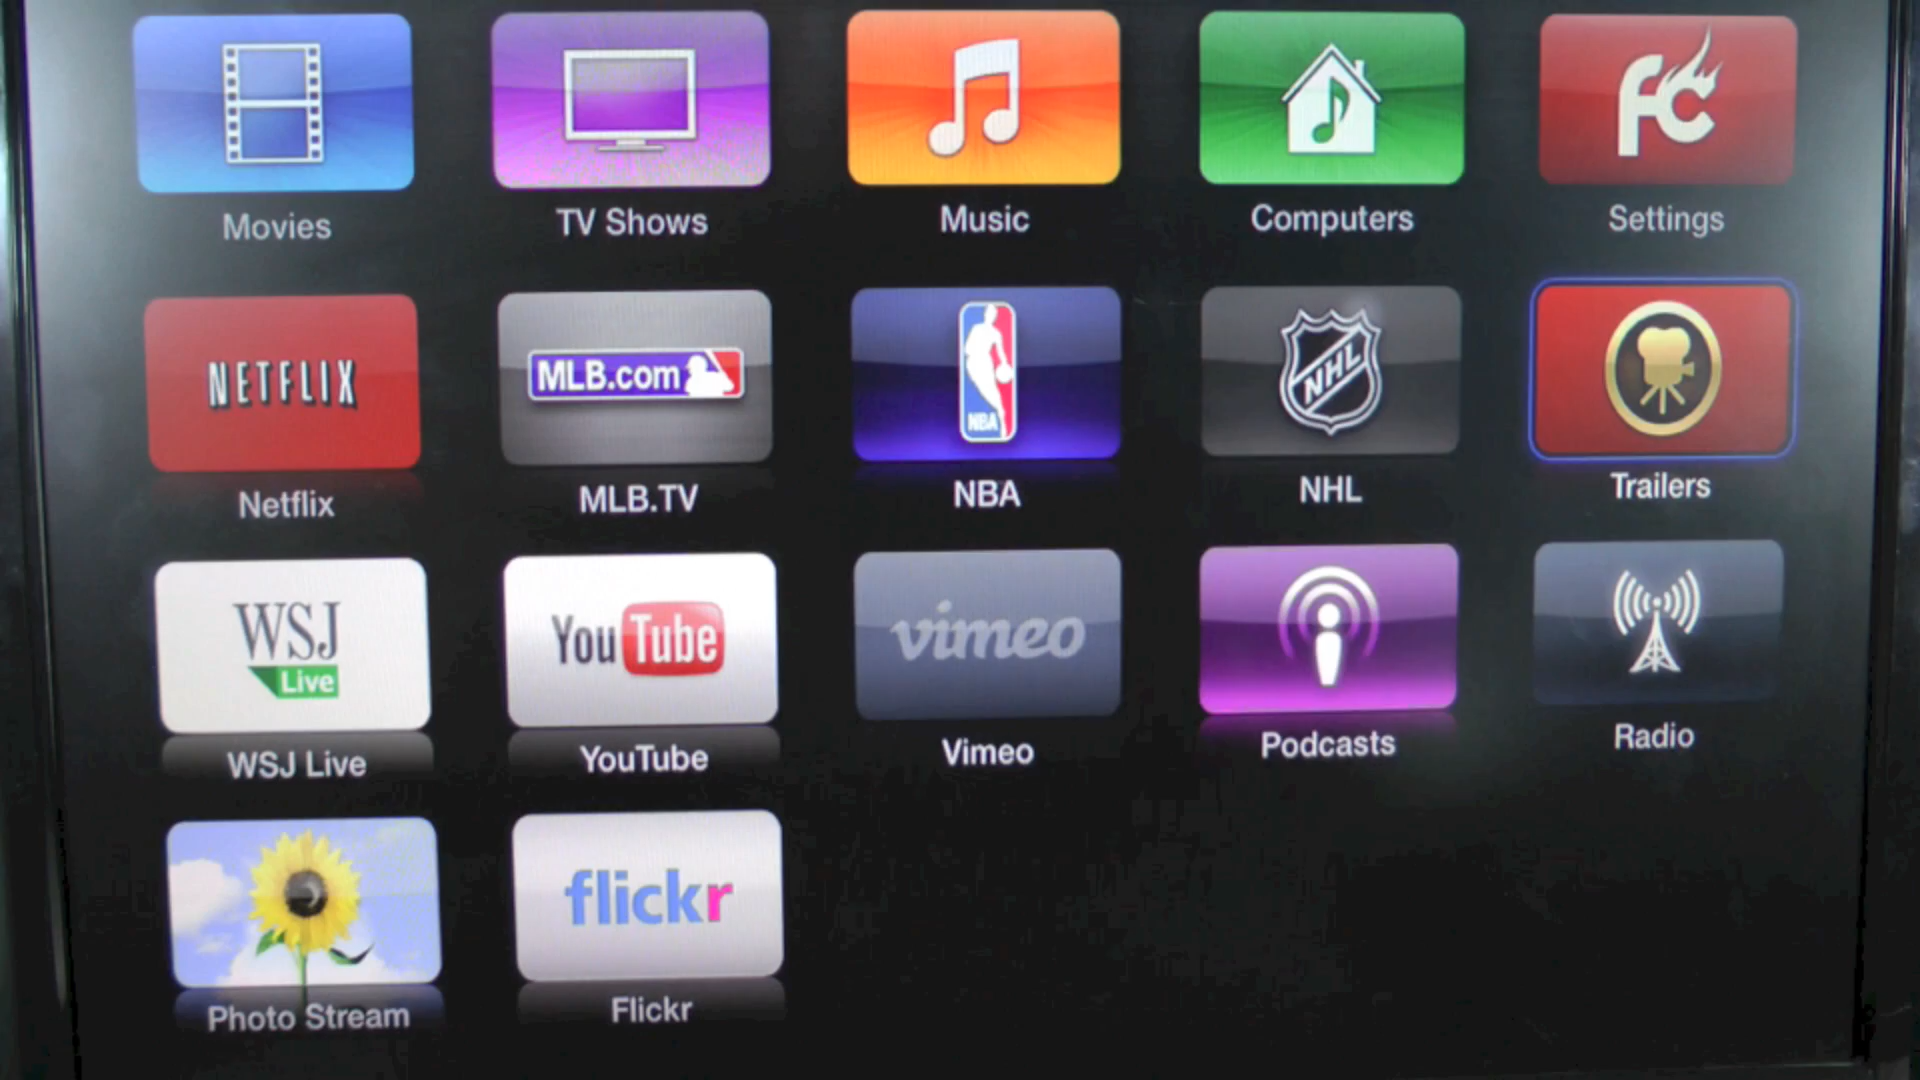 FC
Movies
TV Shows
Music
Computers
Settings
NETFLIX
MLB.com
NBA
NHL
Netflix
MLB.TV
NBA
NHL
Trailers
WSJ
Live
YouTube
vimeo
WSJ Live
YouTube
Vimeo
Podcasts
Radio
flickr
Photo Stream
Flickr